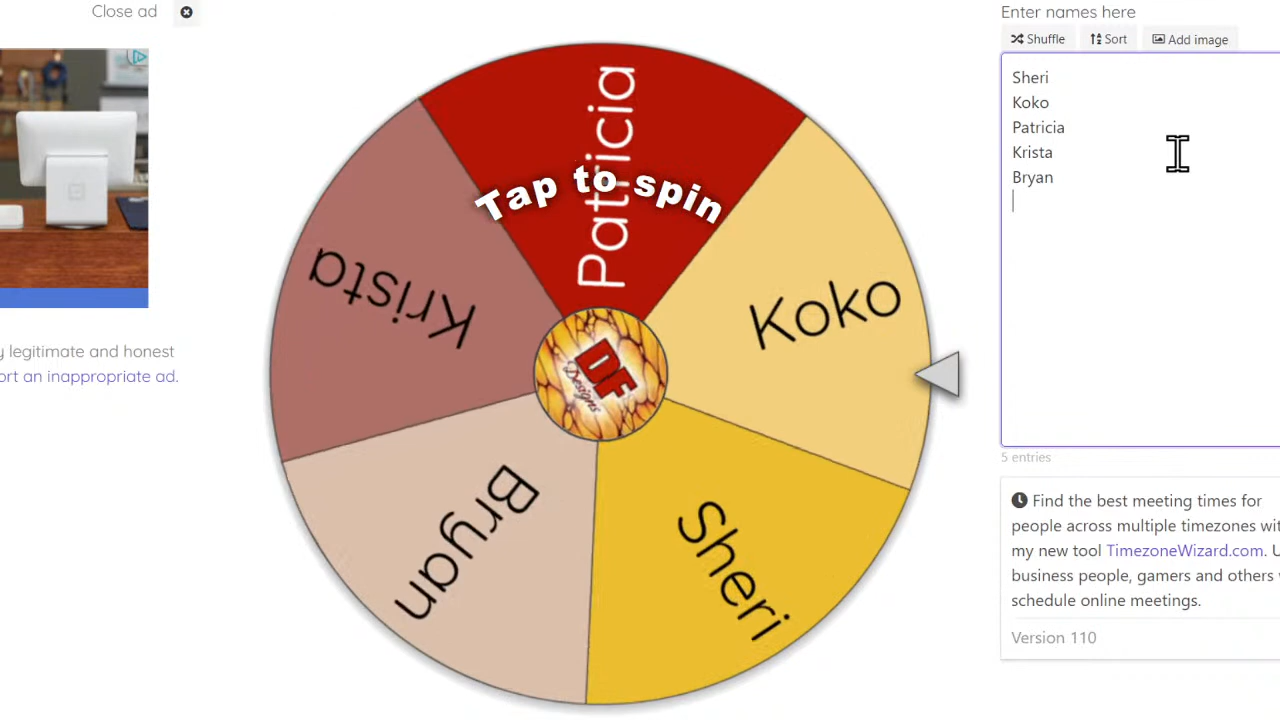 Close ad
y legitimate and honest
ort an inappropriate ad.
Patricia
Tap to spin
Krista
Koko
DF
Designs
Bryan
Sheri
Enter names here
Shuffle
Sort
Add image
Sheri
Koko
Patricia
Krista
Bryan
5 entries
Find the best meeting times for
people across multiple timezones wit
my new tool TimezoneWizard.com. U
business people, gamers and others w
schedule online meetings.
Version 110